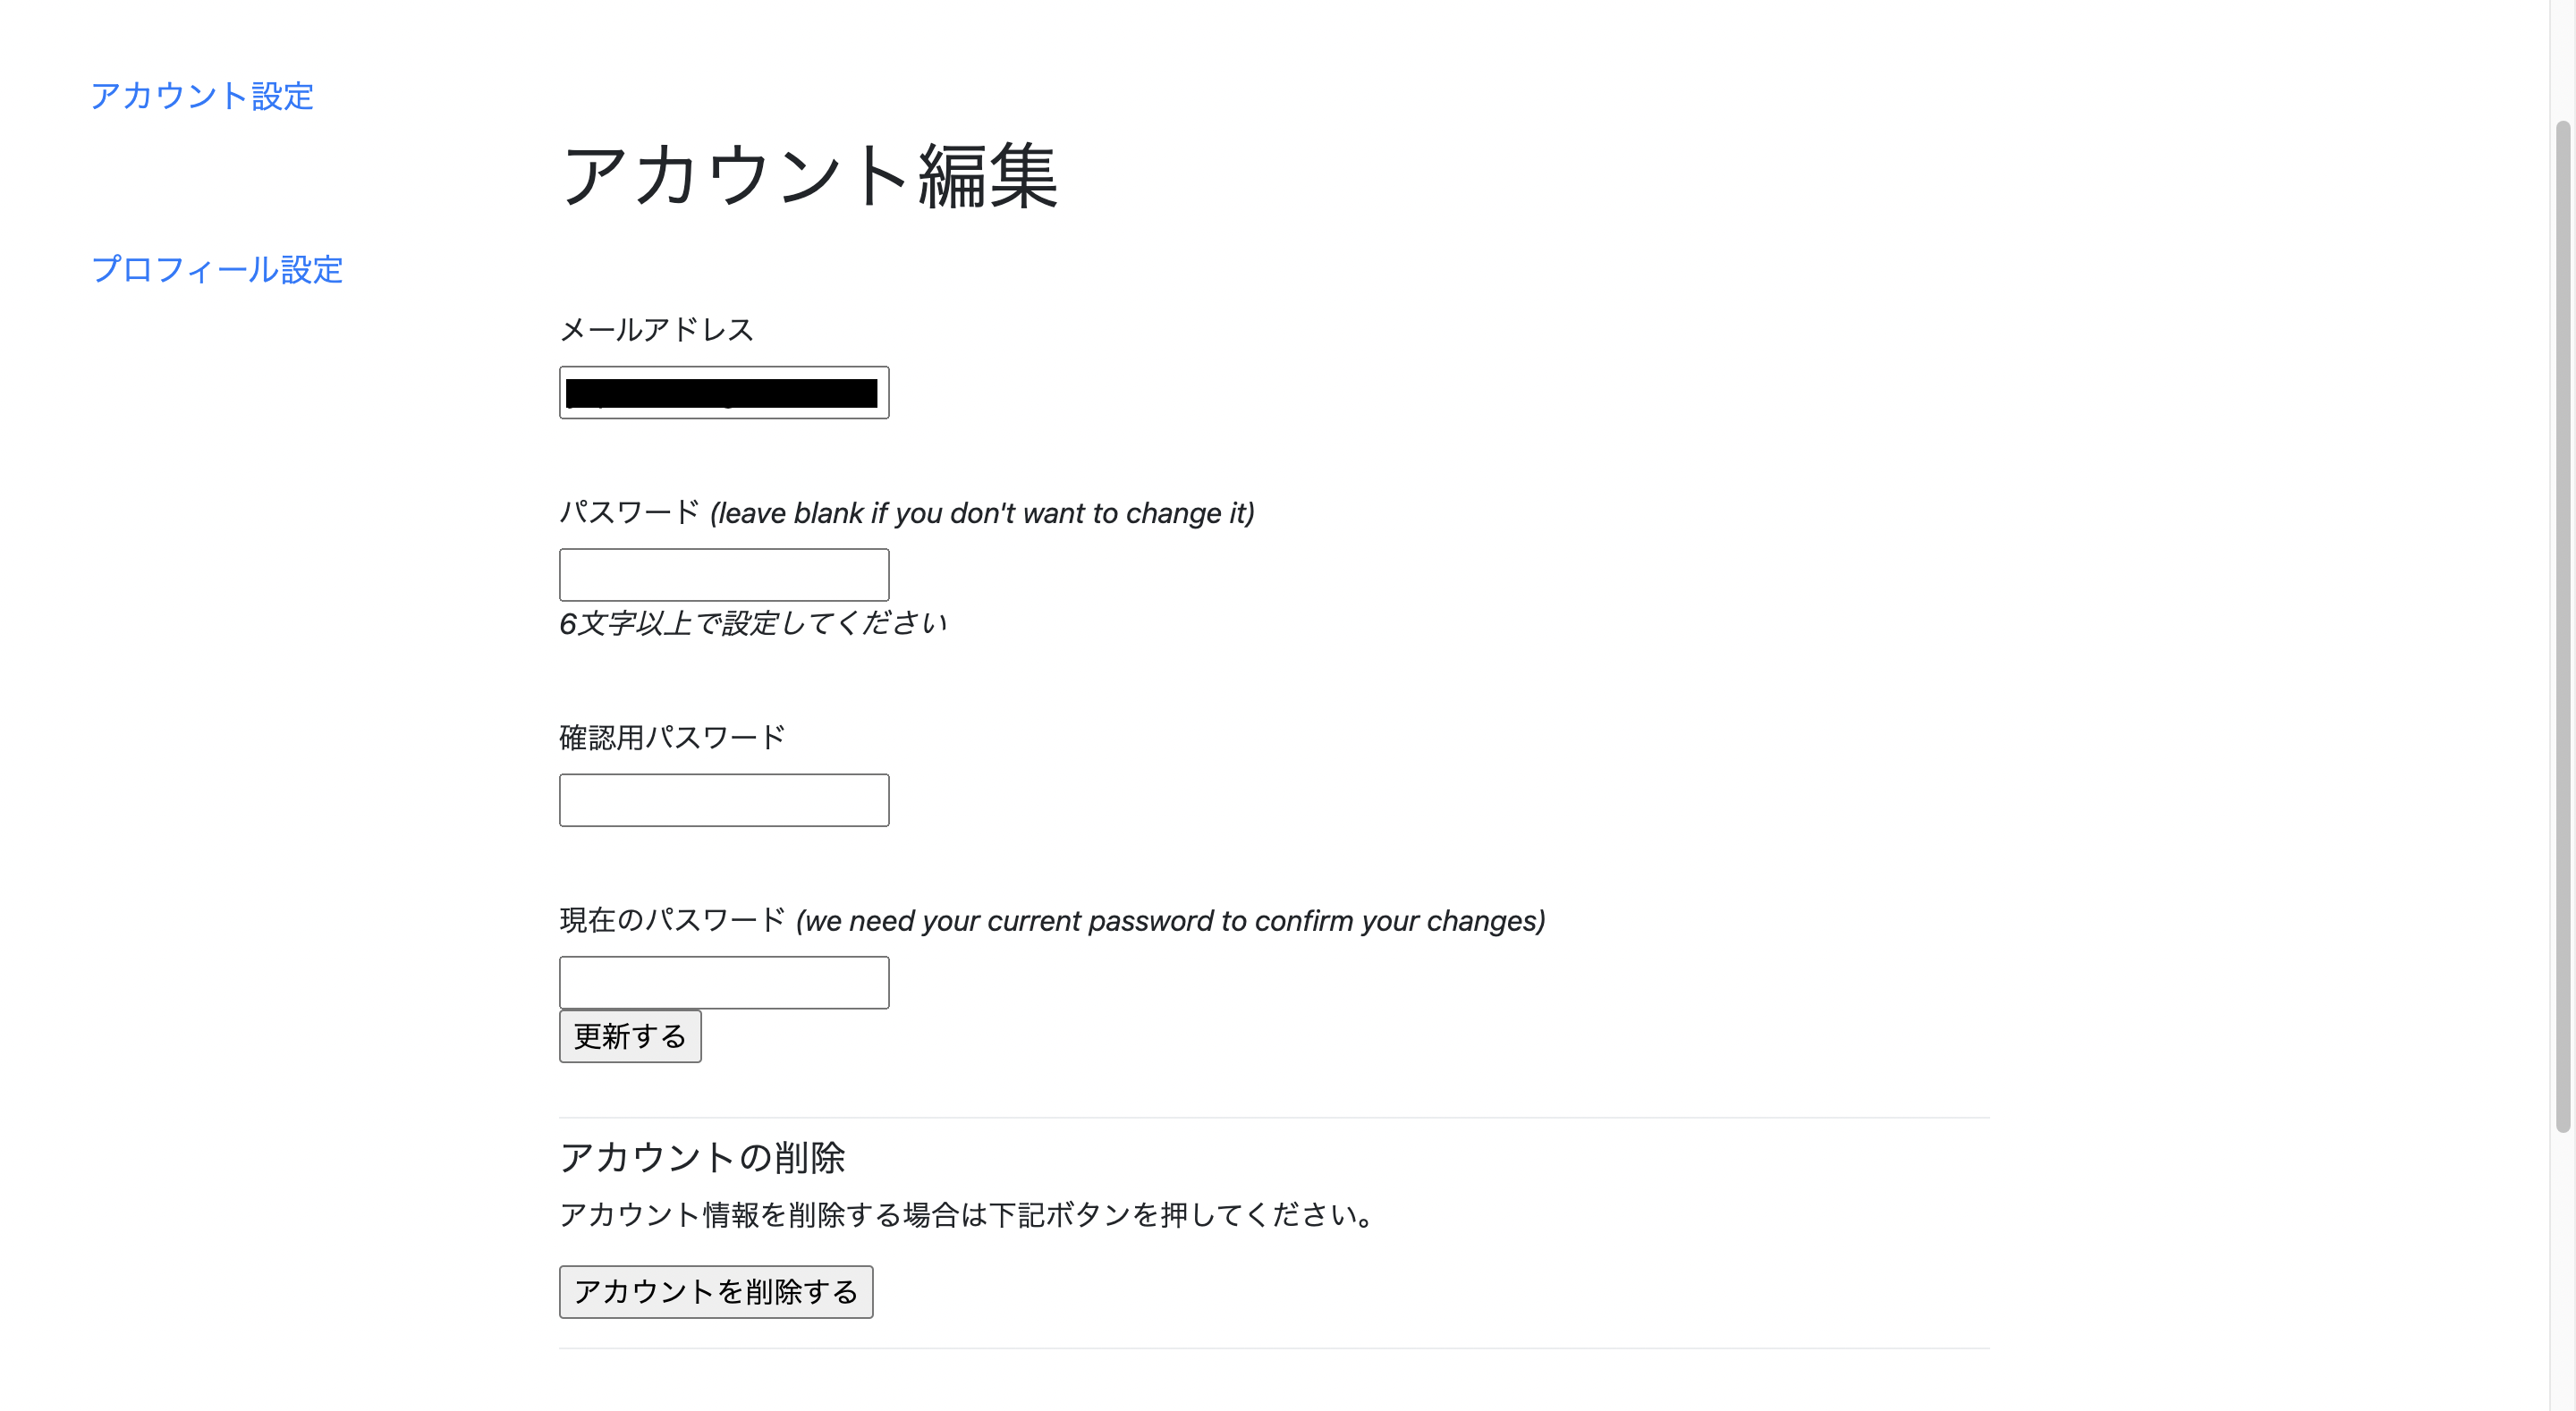 アカウント設定
プロフィール設定
アカウント編集
メールアドレス
パスワード (leave blank if you don't want to change it)
6文字以上で設定してください
確認用パスワード
現在のパスワード (we need your current password to confirm your changes)
更新する
アカウントの削除
アカウント情報を削除する場合は下記ボタンを押してください。
アカウントを削除する